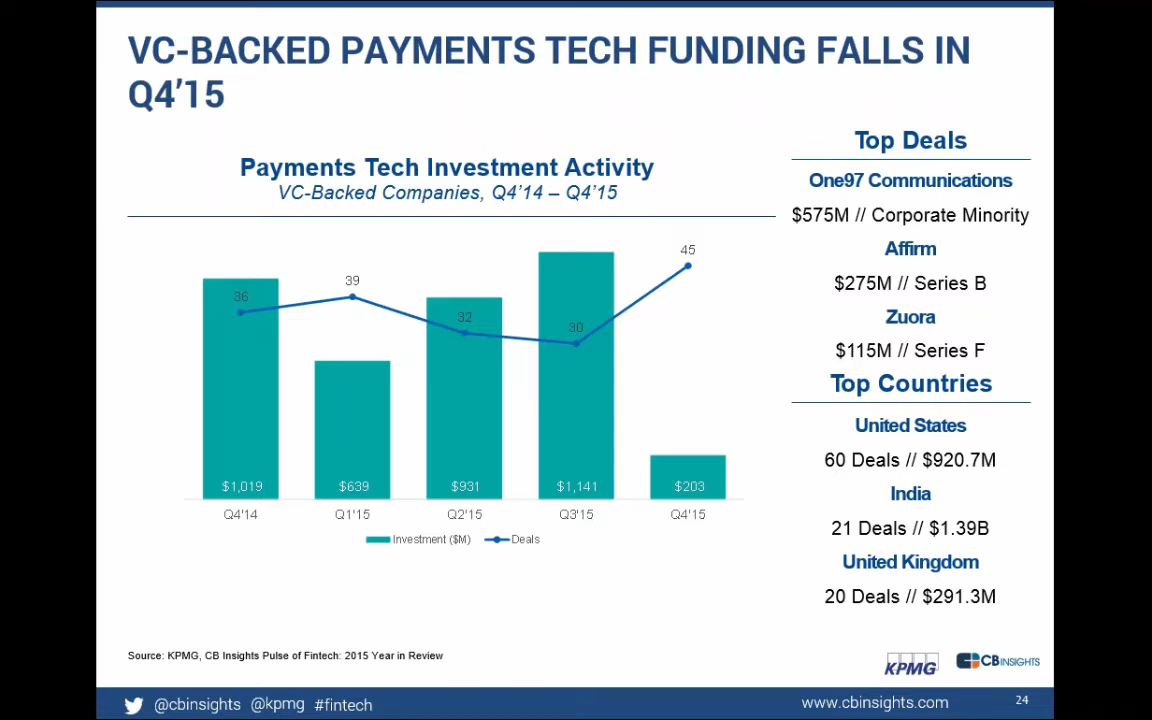 VC-BACKED PAYMENTS TECH FUNDING FALLS IN
Q4’15
Payments Tech Investment Activity
VC-Backed Companies, Q4’14 – Q4’15
36
39
32
30
45
$1,019
$639
$931
$1,141
$203
Q4'14
Q1'15
Q2'15
Q3'15
Q4'15
Investment ($M)
Deals
Top Deals
One97 Communications
$575M // Corporate Minority
Affirm
$275M // Series B
Zuora
$115M // Series F
Top Countries
United States
60 Deals // $920.7M
India
21 Deals // $1.39B
United Kingdom
20 Deals // $291.3M
Source: KPMG, CB Insights Pulse of Fintech: 2015 Year in Review
KPMG
CBINSIGHTS
@cbinsights @kpmg #fintech
www.cbinsights.com
24